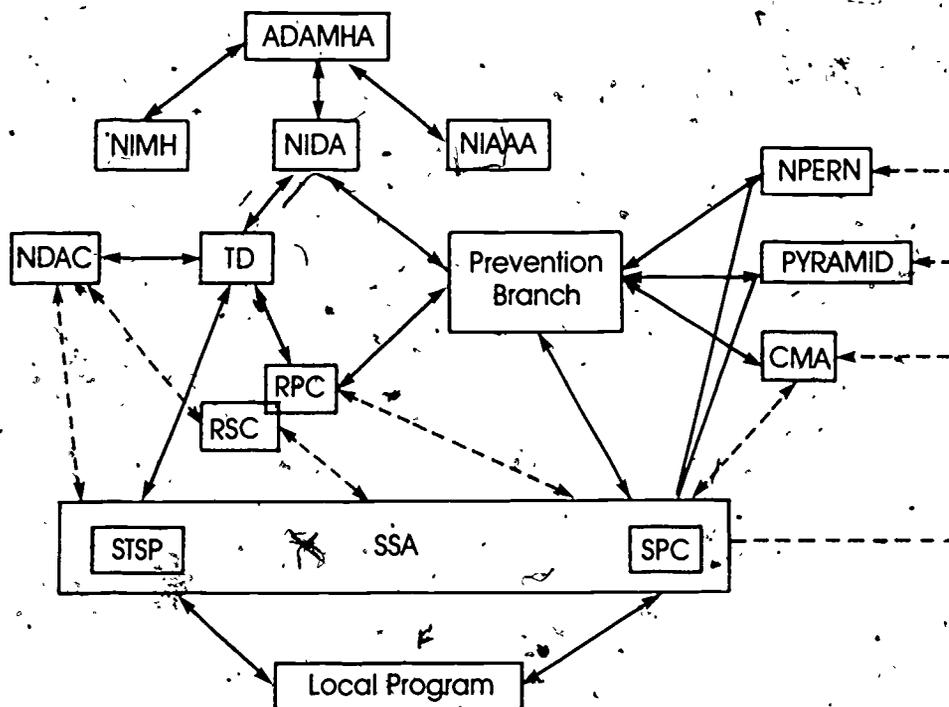 ADAMHA
NIMH
NIDA
NIAAA
NPERN
NDAC
TD
Prevention
Branch
PYRAMID
CMA
RPC
RSC
STSP
SSA
SPC
Local Program